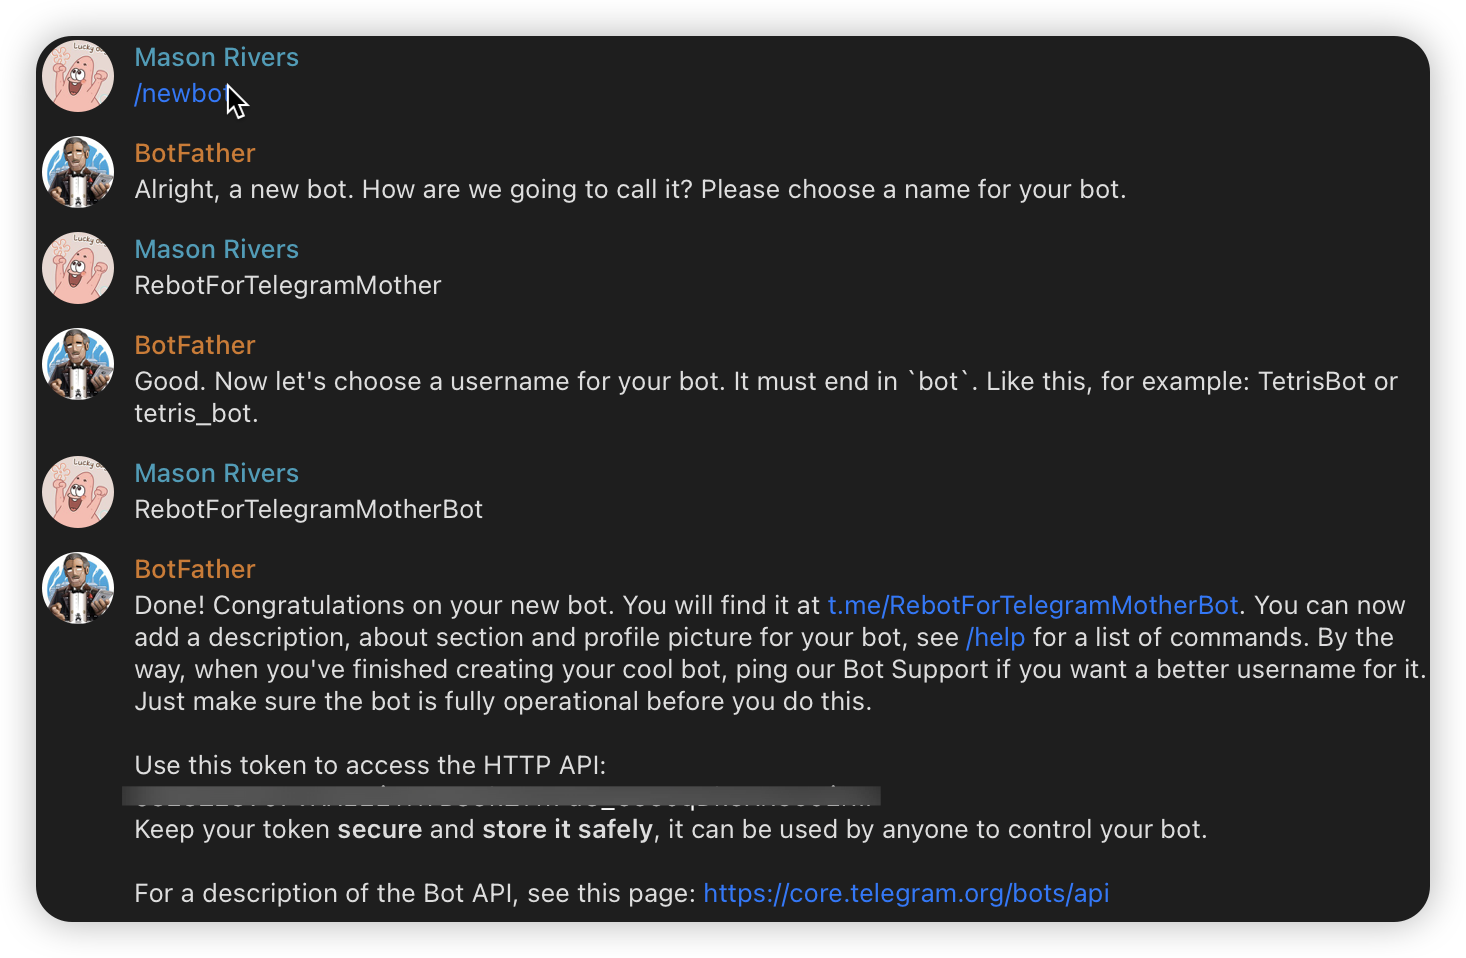 Mason Rivers
/newbot
BotFather
Alright, a new bot. How are we going to call it? Please choose a name for your bot.
Mason Rivers
RebotForTelegramMother
BotFather
Good. Now let's choose a username for your bot. It must end in `bot`. Like this, for example: TetrisBot or
tetris_bot.
Mason Rivers
RebotForTelegramMotherBot
BotFather
Done! Congratulations on your new bot. You will find it at t.me/RebotForTelegramMotherBot. You can now
add a description, about section and profile picture for your bot, see /help for a list of commands. By the
way, when you've finished creating your cool bot, ping our Bot Support if you want a better username for it.
Just make sure the bot is fully operational before you do this.
Use this token to access the HTTP API:
Keep your token secure and store it safely, it can be used by anyone to control your bot.
For a description of the Bot API, see this page: https://core.telegram.org/bots/api